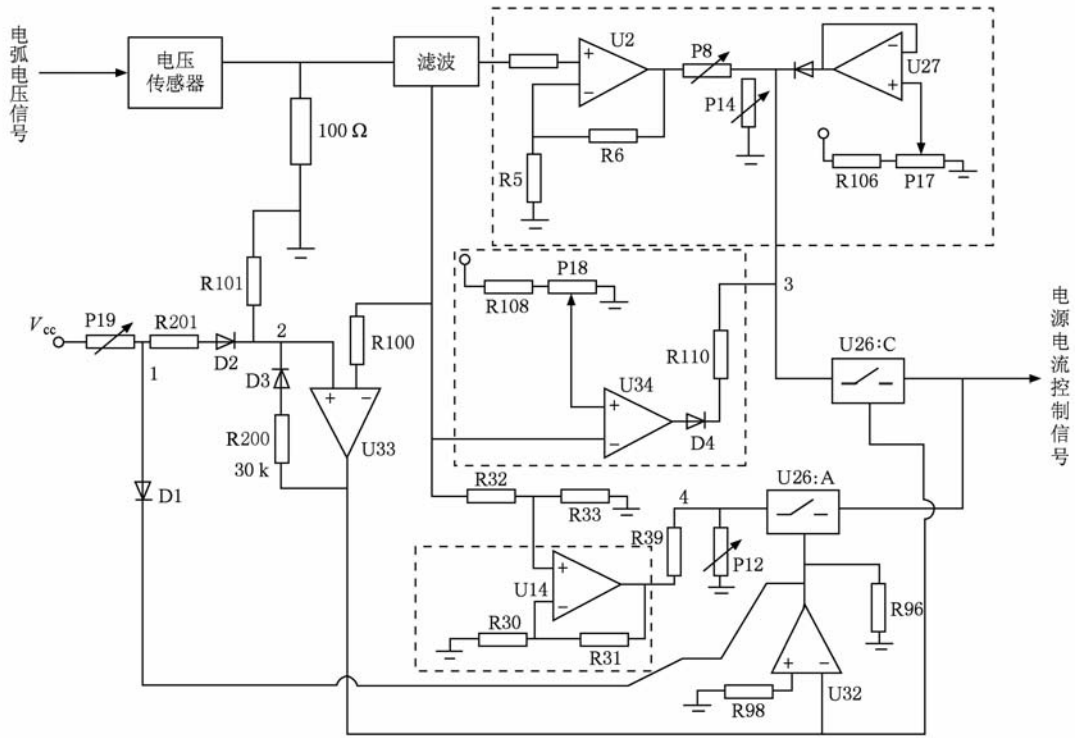 电弧电压信号
电压
传感器
滤波
100 Ω
U2
P8
U27
P14
R6
R5
R106
P17
R101
Vcc
P19
R201
D2
2
1
D3
R200
30 k
U33
R100
D1
R108
P18
U34
R110
D4
3
U26:C
电源电流控制信号
R32
R33
4
U26:A
R39
P12
U14
R30
R31
R96
R98
U32
+
−
+
−
+
−
+
−
+
−
+
−